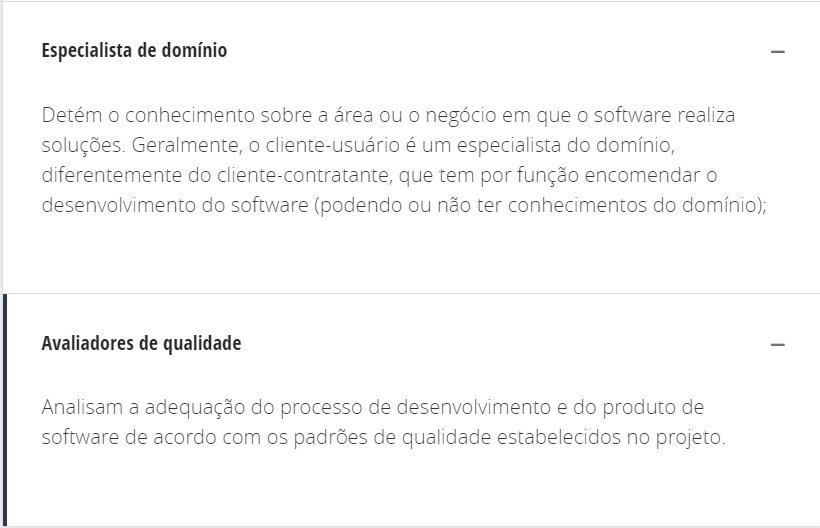 Especialista de domínio
Detém o conhecimento sobre a área ou o negócio em que o software realiza
soluções. Geralmente, o cliente-usuário é um especialista do domínio,
diferentemente do cliente-contratante, que tem por função encomendar o
desenvolvimento do software (podendo ou não ter conhecimentos do domínio);
Avaliadores de qualidade
Analisam a adequação do processo de desenvolvimento e do produto de
software de acordo com os padrões de qualidade estabelecidos no projeto.